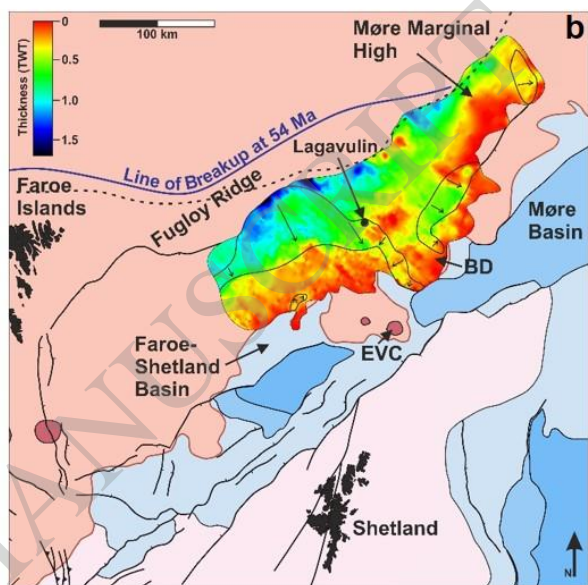 0
Thickness (TWT)
0.5
1.0
1.5
100 km
b
Møre Marginal
High
Line of Breakup at 54 Ma
Lagavulin
Faroe
Islands
Fugloy Ridge
Møre
Basin
BD
Faroe-
Shetland
Basin
EVC
Shetland
N
MANUSCRIPT